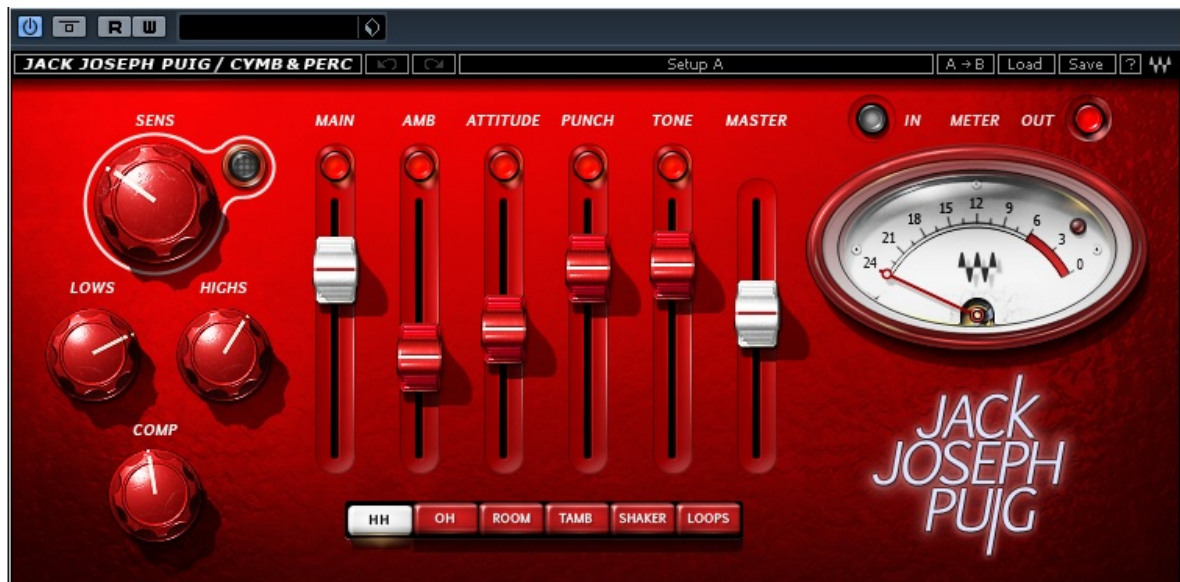 R W
JACK JOSEPH PUIG / CYMB & PERC Setup A A→B Load Save ?
SENS MAIN AMB ATTITUDE PUNCH TONE MASTER IN METER OUT
24 21 18 15 12 9 6 3 0
LOWS HIGHS
COMP
HH OH ROOM TAMB SHAKER LOOPS
JACK
JOSEPH
PUIG